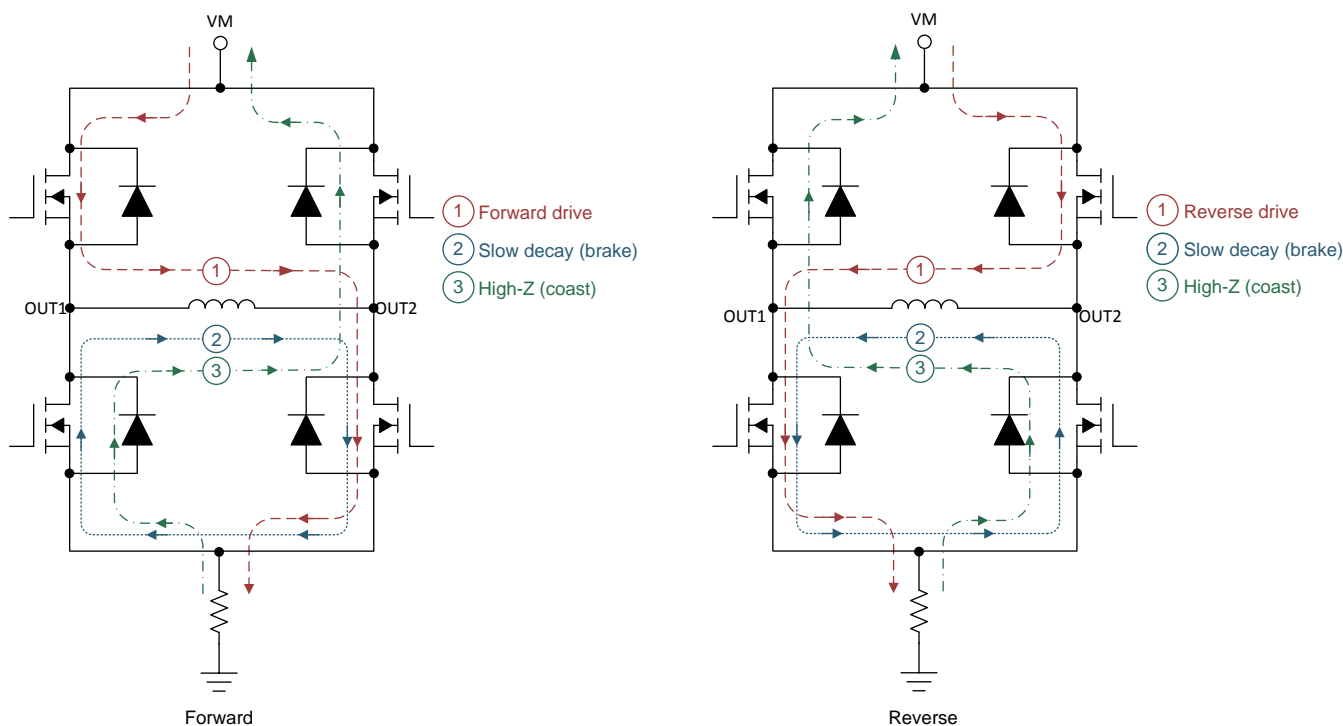 VM
1 Forward drive
2 Slow decay (brake)
3 High-Z (coast)
1
OUT1
OUT2
2
3
Forward
VM
1 Reverse drive
2 Slow decay (brake)
3 High-Z (coast)
1
OUT1
OUT2
2
3
Reverse